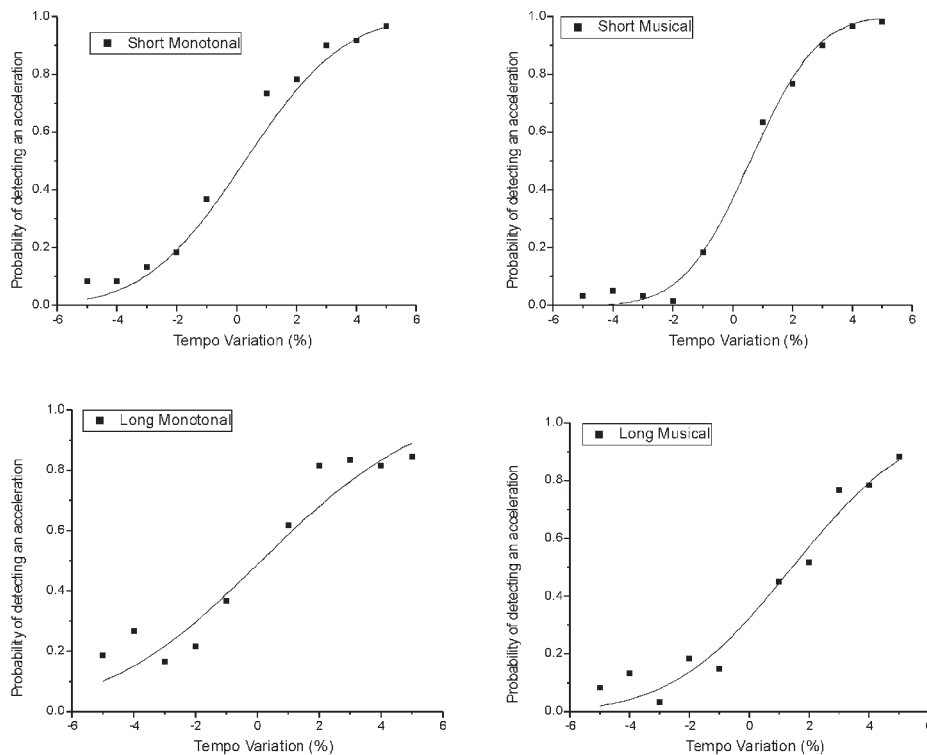 1.0
0.8
0.6
0.4
0.2
0.0
Probability of detecting an acceleration
Short Monotonal
-6 -4 -2 0 2 4 6
Tempo Variation (%)
1.0
0.8
0.6
0.4
0.2
0.0
Probability of detecting an acceleration
Short Musical
-6 -4 -2 0 2 4 6
Tempo Variation (%)
1.0
0.8
0.6
0.4
0.2
0.0
Probability of detecting an acceleration
Long Monotonal
-6 -4 -2 0 2 4 6
Tempo Variation (%)
1.0
0.8
0.6
0.4
0.2
0.0
Probability of detecting an acceleration
Long Musical
-6 -4 -2 0 2 4 6
Tempo Variation (%)